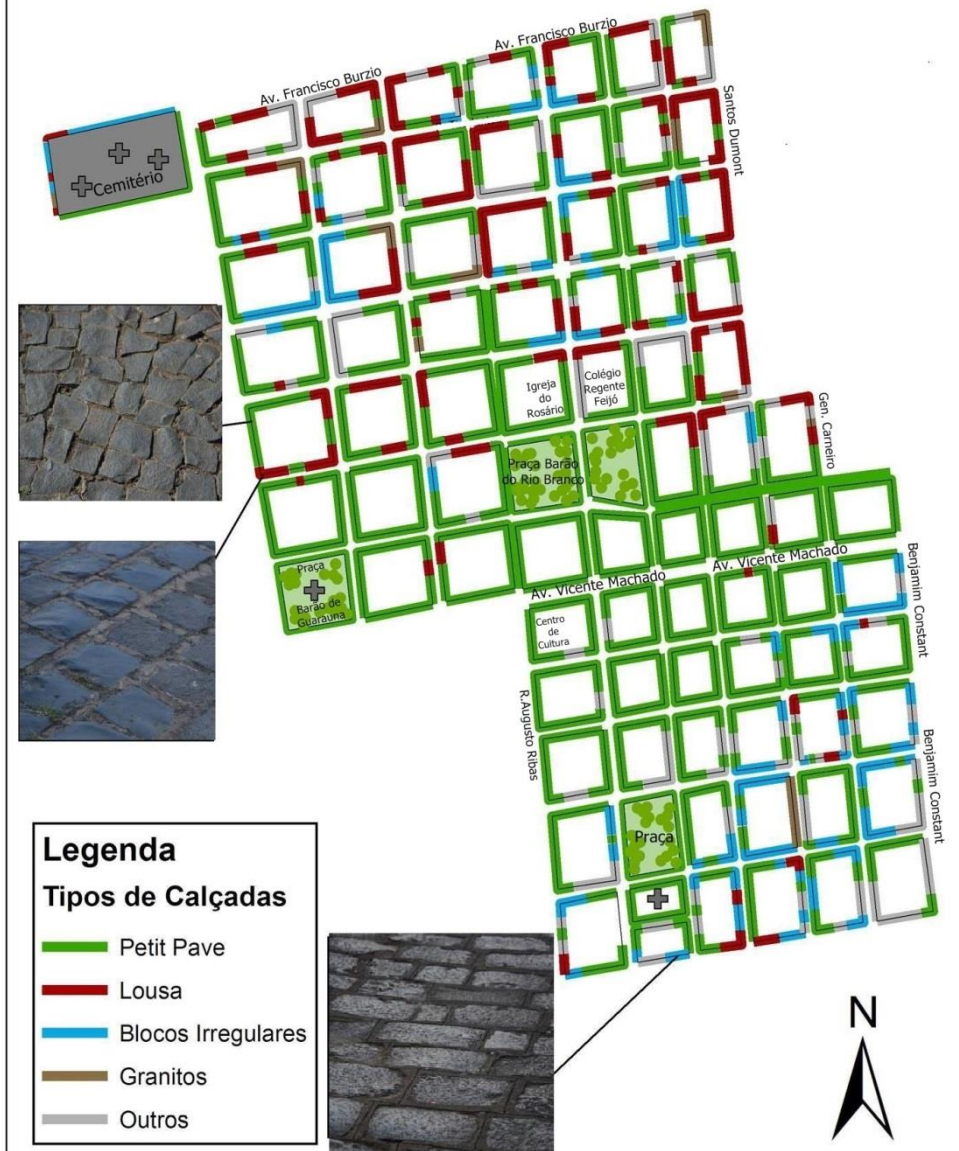 Av. Francisco Burzio
Av. Francisco Burzio
Santos Dumont
Cemitério
Igreja
do
Rosário
Colégio
Regente
Feijó
Gen. Carneiro
Praça Barão
do Rio Branco
Praça
Barão de
Guarauna
Av. Vicente Machado
Av. Vicente Machado
Benjamim Constant
Centro
de
Cultura
R.Augusto Ribas
Benjamim Constant
Praça
Legenda
Tipos de Calçadas
Petit Pave
Lousa
Blocos Irregulares
Granitos
Outros
N